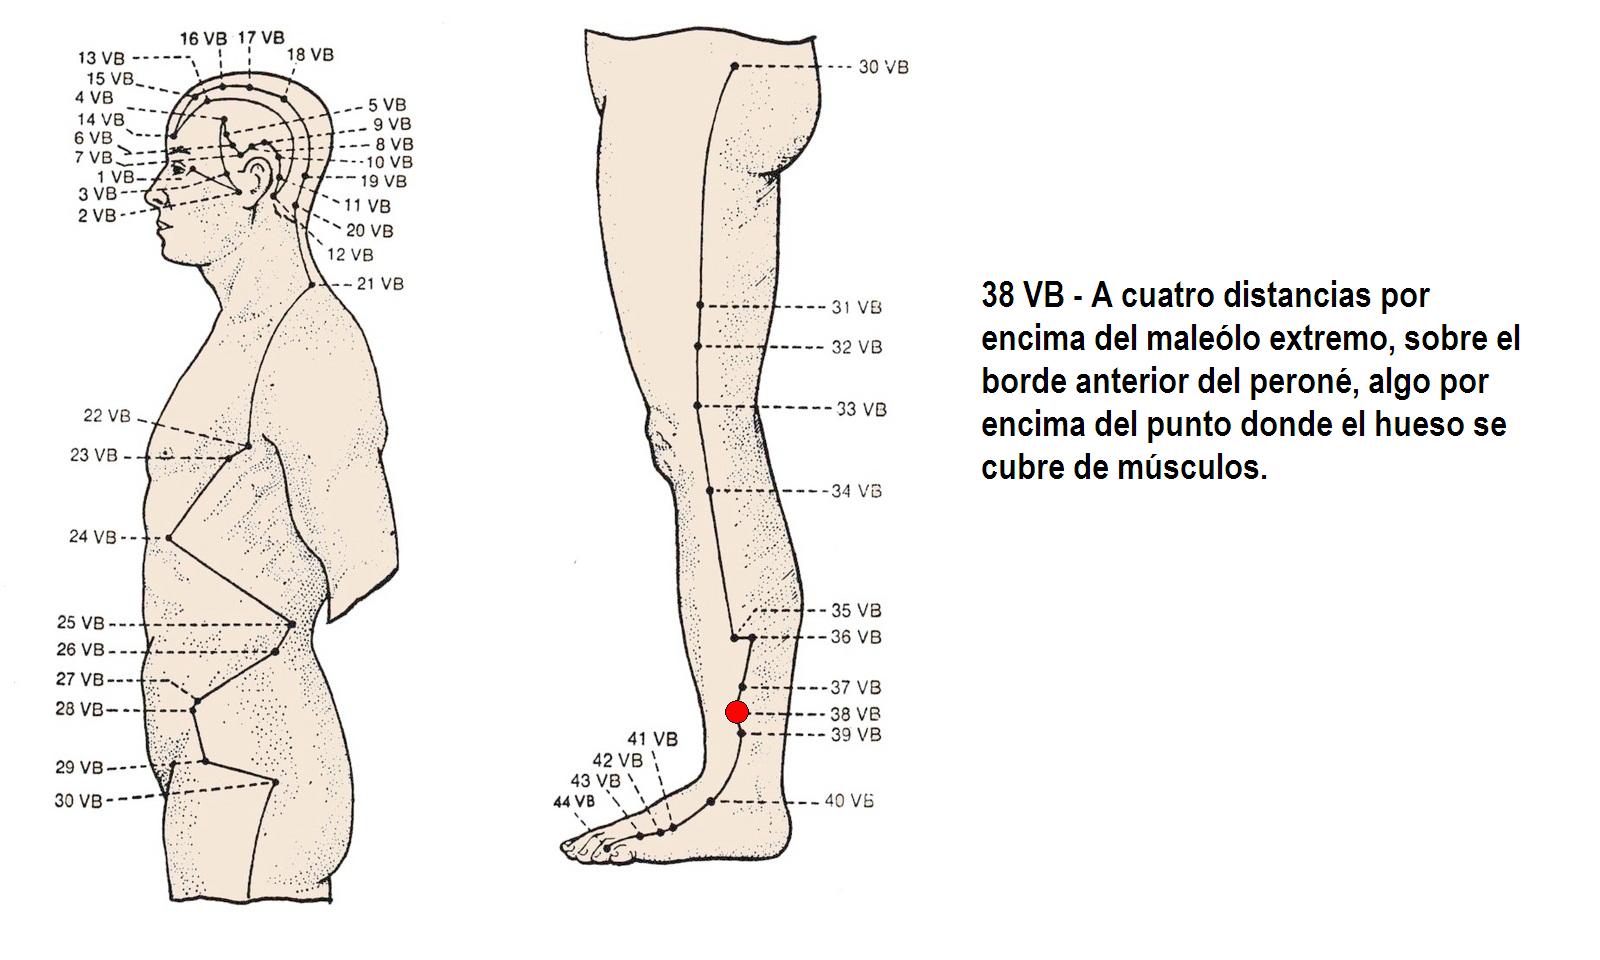 16 VB
17 VB
13 VB
18 VB
15 VB
4 VB
14 VB
6 VB
7 VB
1 VB
3 VB
2 VB
5 VB
9 VB
8 VB
10 VB
19 VB
11 VB
20 VB
12 VB
21 VB
22 VB
23 VB
24 VB
25 VB
26 VB
27 VB
28 VB
29 VB
30 VB
30 VB
31 VB
32 VB
33 VB
34 VB
35 VB
36 VB
37 VB
38 VB
39 VB
40 VB
41 VB
42 VB
43 VB
44 VB
38 VB - A cuatro distancias por
encima del maleólo extremo, sobre el
borde anterior del peroné, algo por
encima del punto donde el hueso se
cubre de músculos.